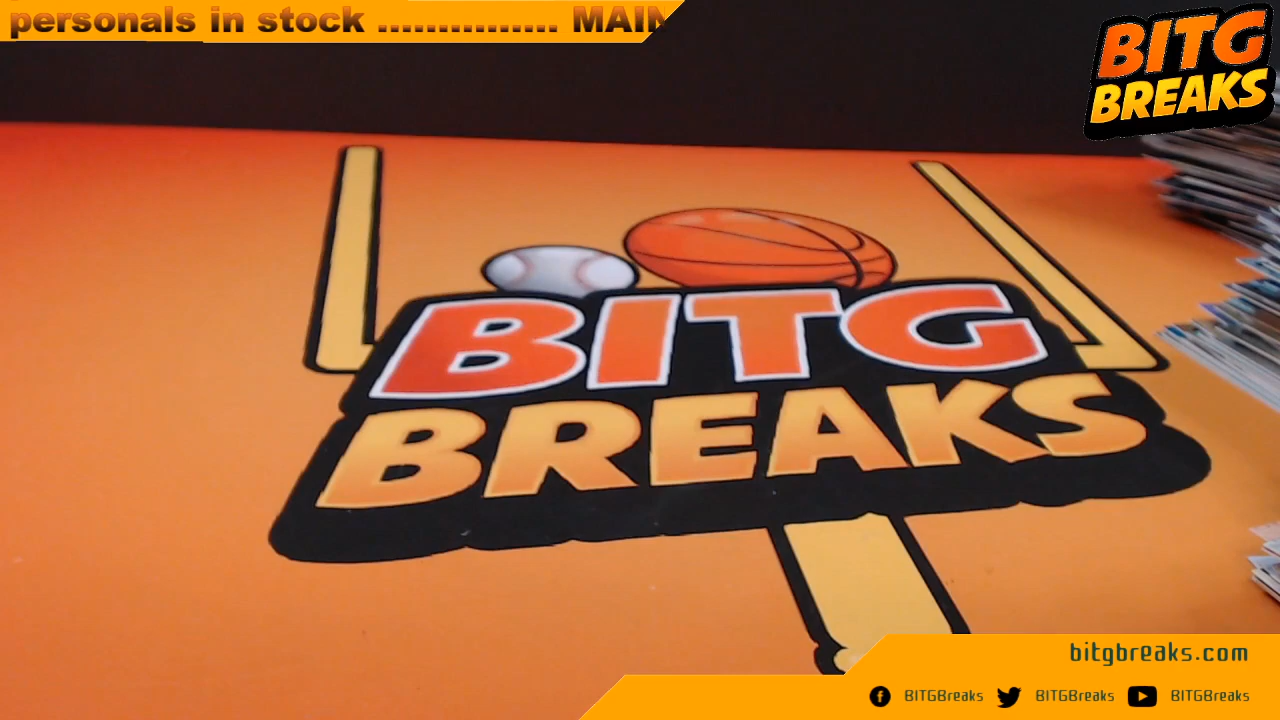 personals in stock ............... MAIN
BITG
BREAKS
BITG
BREAKS
bitgbreaks.com
BITGBreaks BITGBreaks BITGBreaks